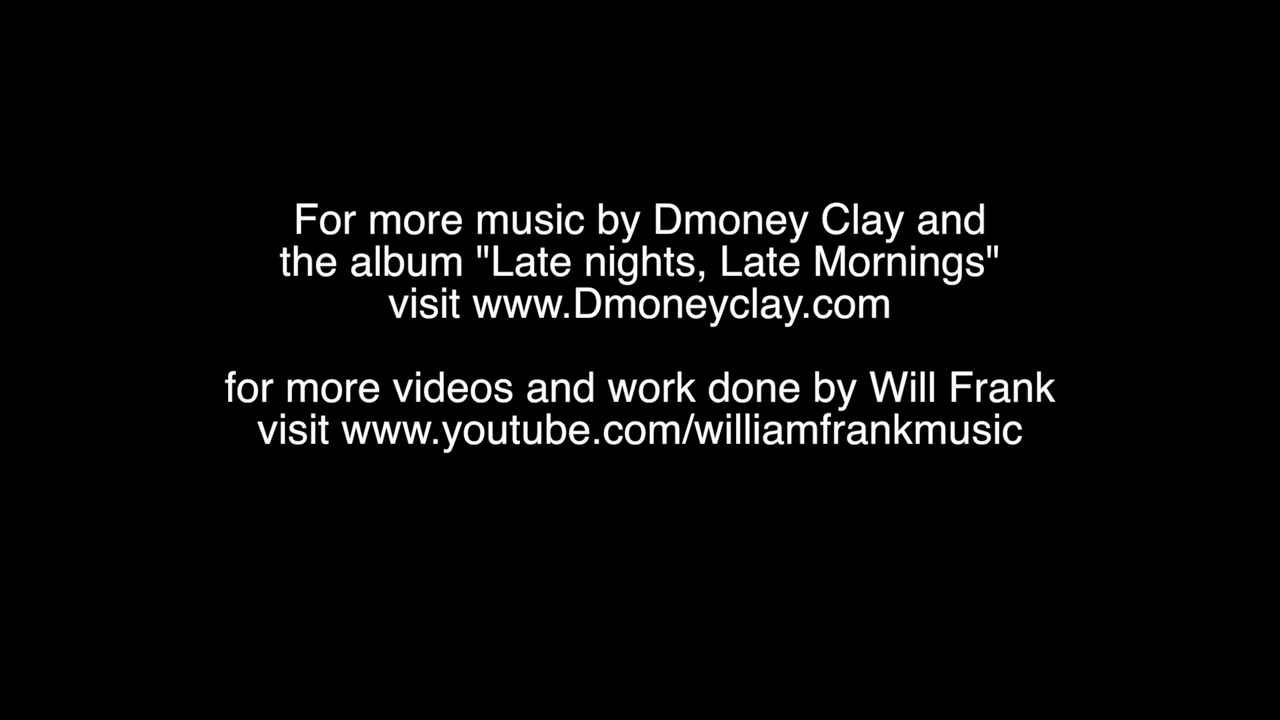 For more music by Dmoney Clay and
the album "Late nights, Late Mornings"
visit www.Dmoneyclay.com
for more videos and work done by Will Frank
visit www.youtube.com/williamfrankmusic